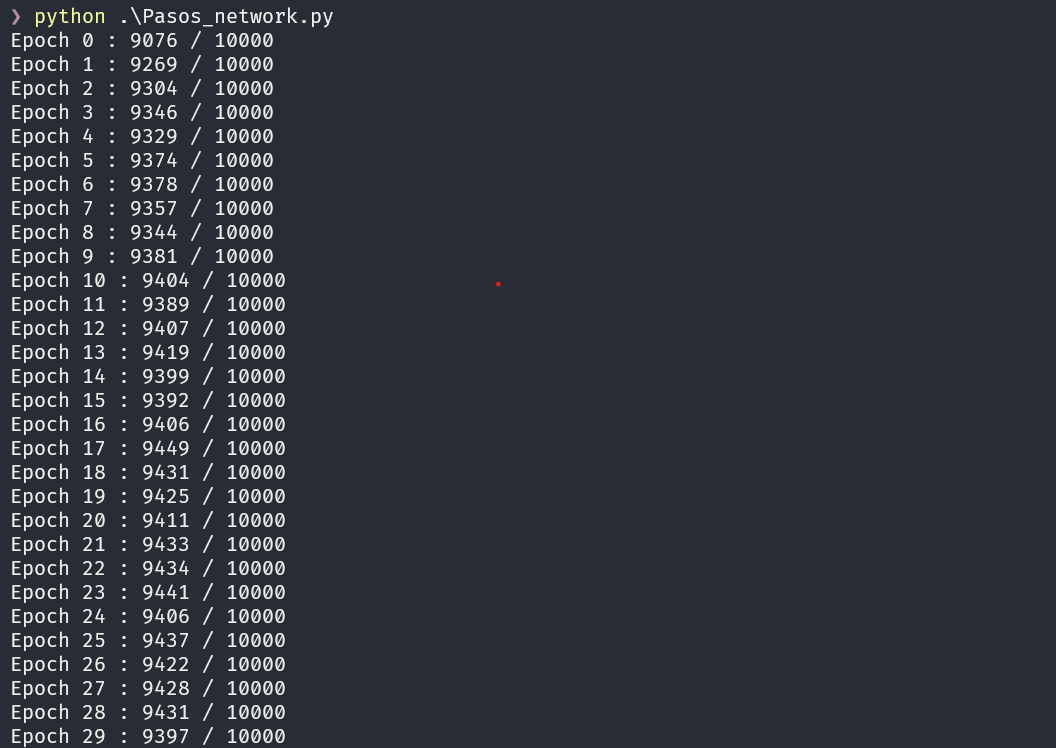 ❯ python .\Pasos_network.py
Epoch 0 : 9076 / 10000
Epoch 1 : 9269 / 10000
Epoch 2 : 9304 / 10000
Epoch 3 : 9346 / 10000
Epoch 4 : 9329 / 10000
Epoch 5 : 9374 / 10000
Epoch 6 : 9378 / 10000
Epoch 7 : 9357 / 10000
Epoch 8 : 9344 / 10000
Epoch 9 : 9381 / 10000
Epoch 10 : 9404 / 10000
Epoch 11 : 9389 / 10000
Epoch 12 : 9407 / 10000
Epoch 13 : 9419 / 10000
Epoch 14 : 9399 / 10000
Epoch 15 : 9392 / 10000
Epoch 16 : 9406 / 10000
Epoch 17 : 9449 / 10000
Epoch 18 : 9431 / 10000
Epoch 19 : 9425 / 10000
Epoch 20 : 9411 / 10000
Epoch 21 : 9433 / 10000
Epoch 22 : 9434 / 10000
Epoch 23 : 9441 / 10000
Epoch 24 : 9406 / 10000
Epoch 25 : 9437 / 10000
Epoch 26 : 9422 / 10000
Epoch 27 : 9428 / 10000
Epoch 28 : 9431 / 10000
Epoch 29 : 9397 / 10000